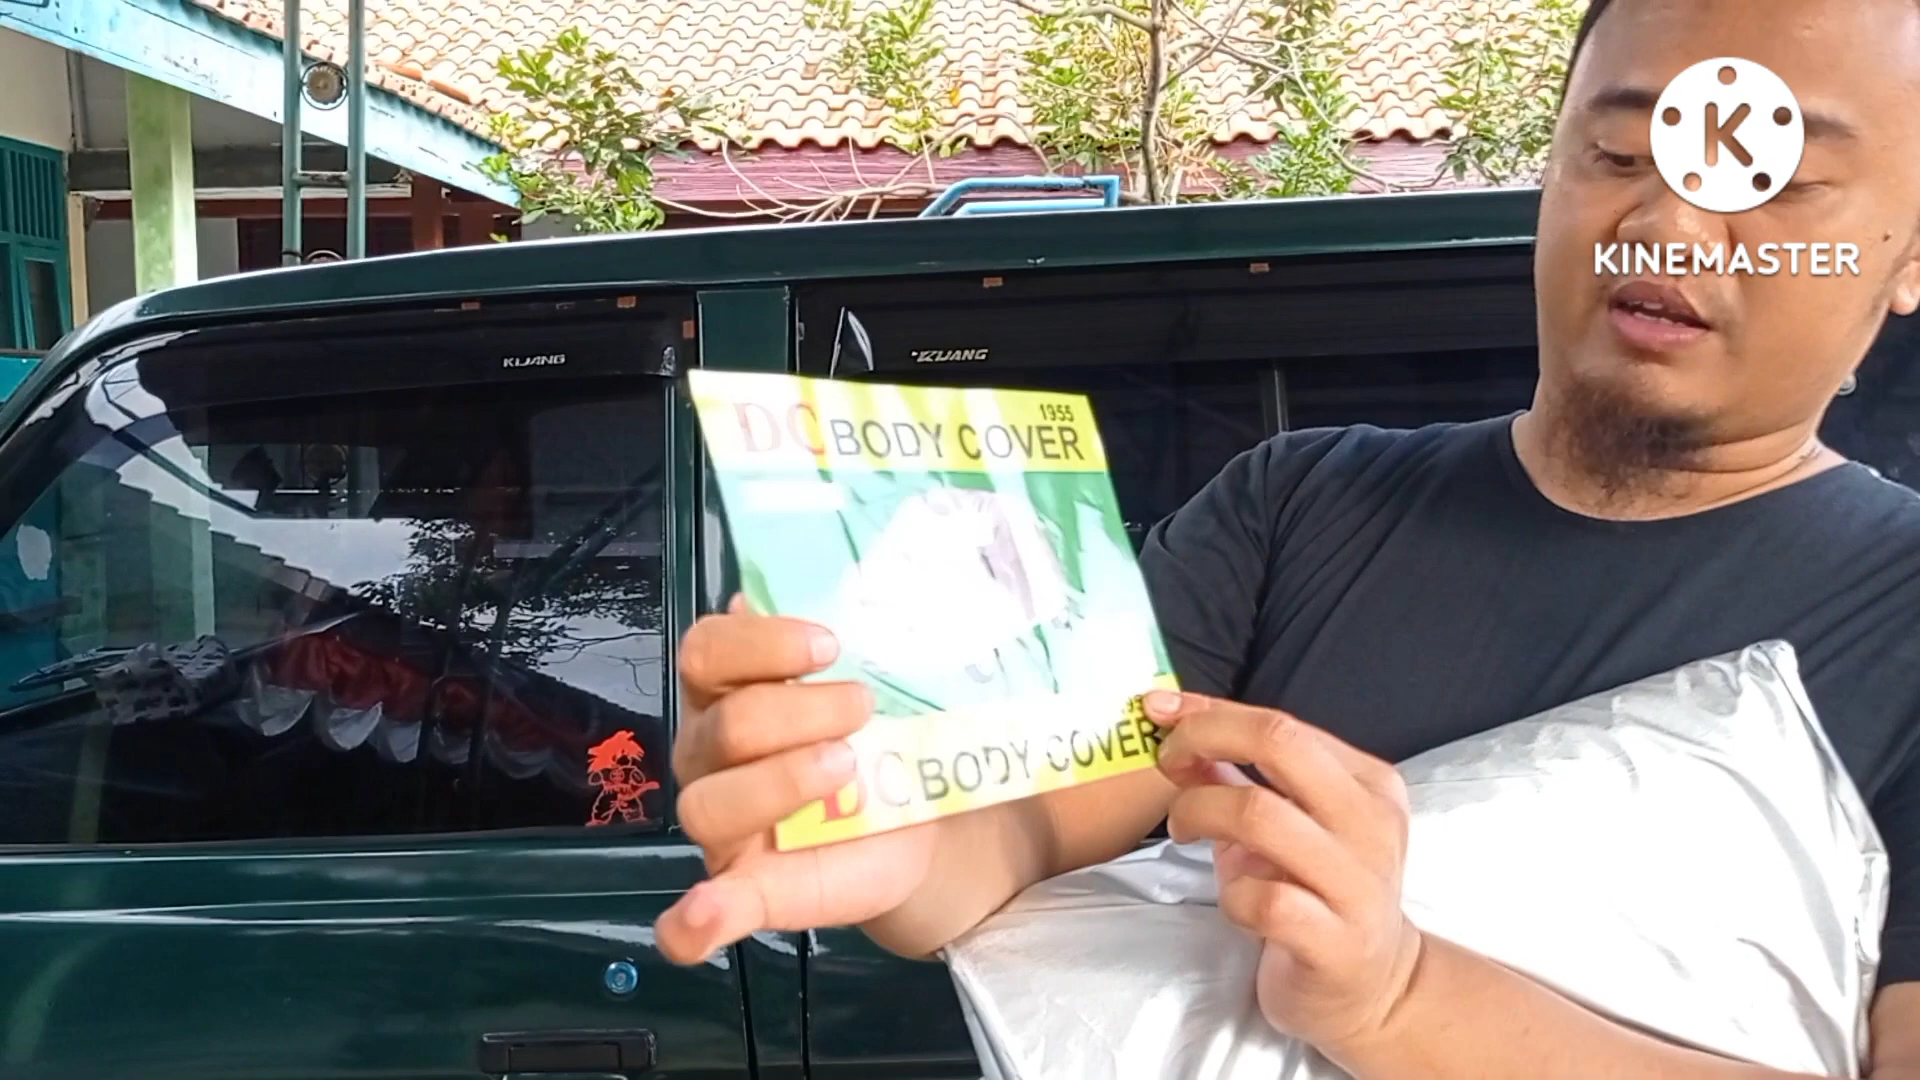 K
KINEMASTER
KIJANG
KIJANG
1955
DC BODY COVER
DC BODY COVER